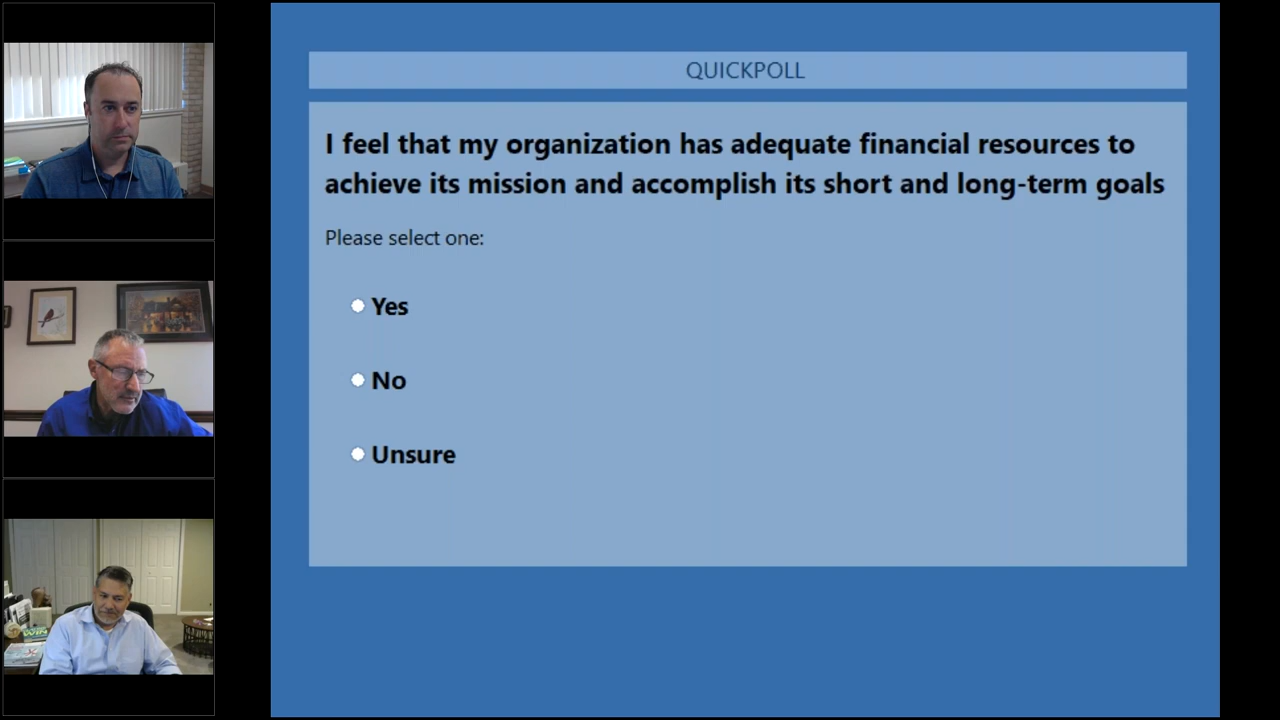 QUICKPOLL
I feel that my organization has adequate financial resources to
achieve its mission and accomplish its short and long-term goals
Please select one:
Yes
No
Unsure
WIN